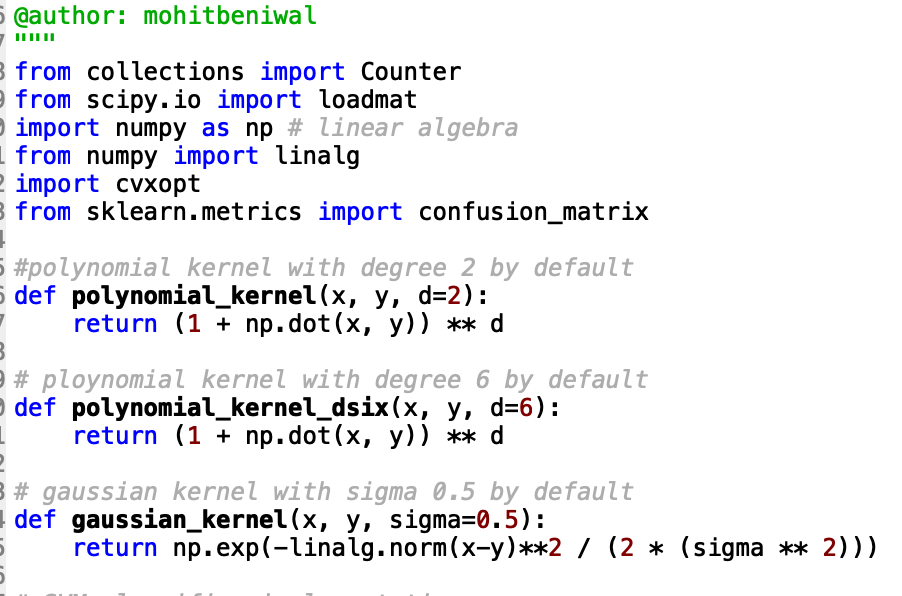 @author: mohitbeniwal
"""
from collections import Counter
from scipy.io import loadmat
import numpy as np # linear algebra
from numpy import linalg
import cvxopt
from sklearn.metrics import confusion_matrix
#polynomial kernel with degree 2 by default
def polynomial_kernel(x, y, d=2):
    return (1 + np.dot(x, y)) ** d
# ploynomial kernel with degree 6 by default
def polynomial_kernel_dsix(x, y, d=6):
    return (1 + np.dot(x, y)) ** d
# gaussian kernel with sigma 0.5 by default
def gaussian_kernel(x, y, sigma=0.5):
    return np.exp(-linalg.norm(x-y)**2 / (2 * (sigma ** 2)))